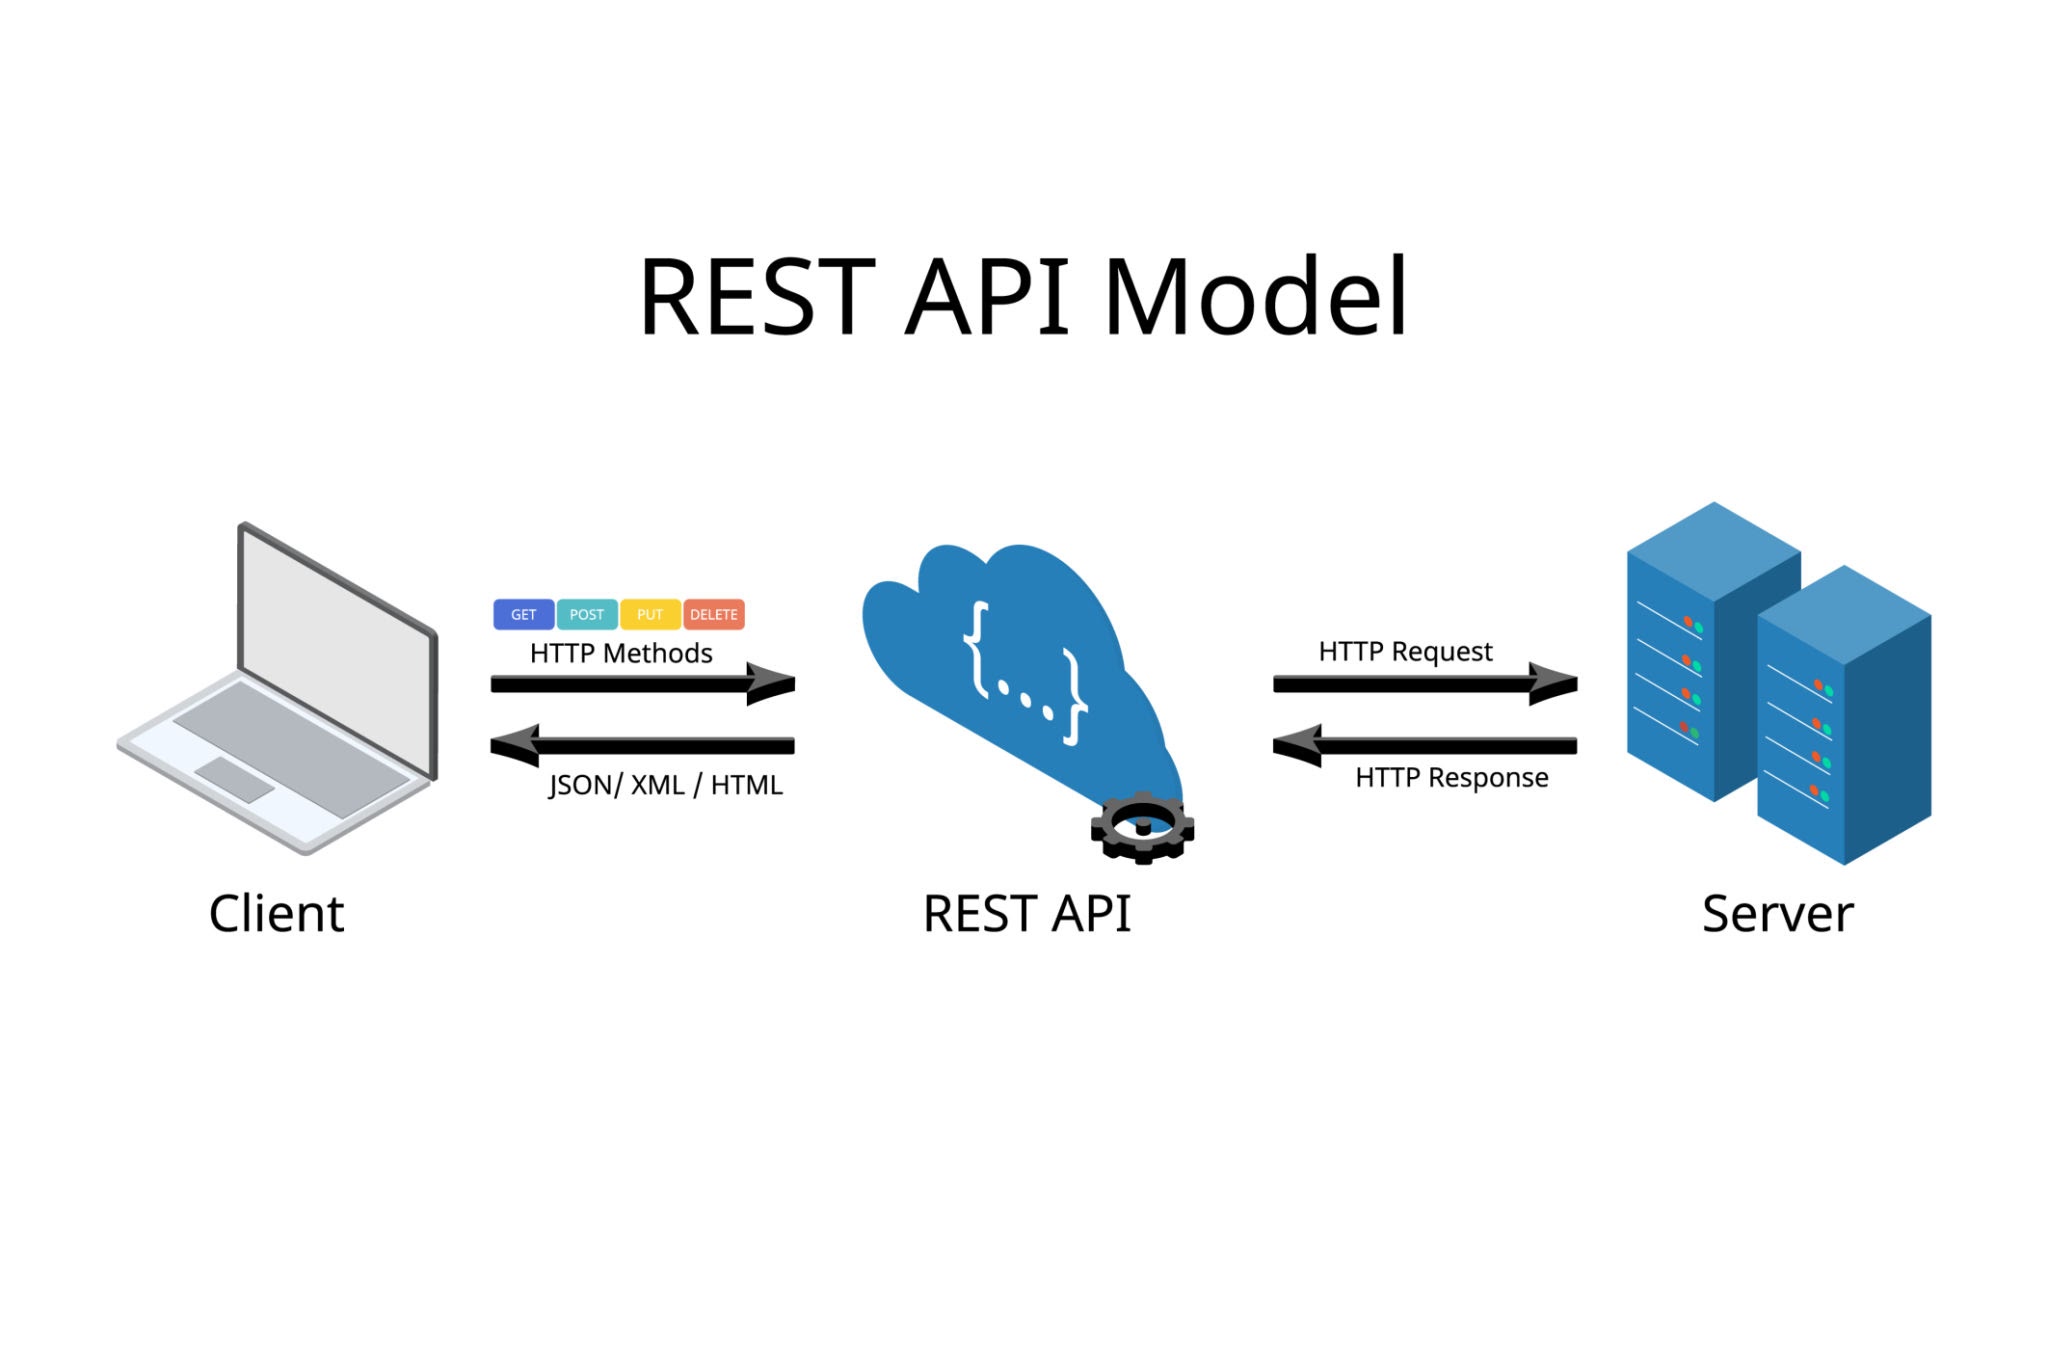 REST API Model
GET POST PUT DELETE
HTTP Methods
JSON/ XML / HTML
{...}
HTTP Request
HTTP Response
Client
REST API
Server